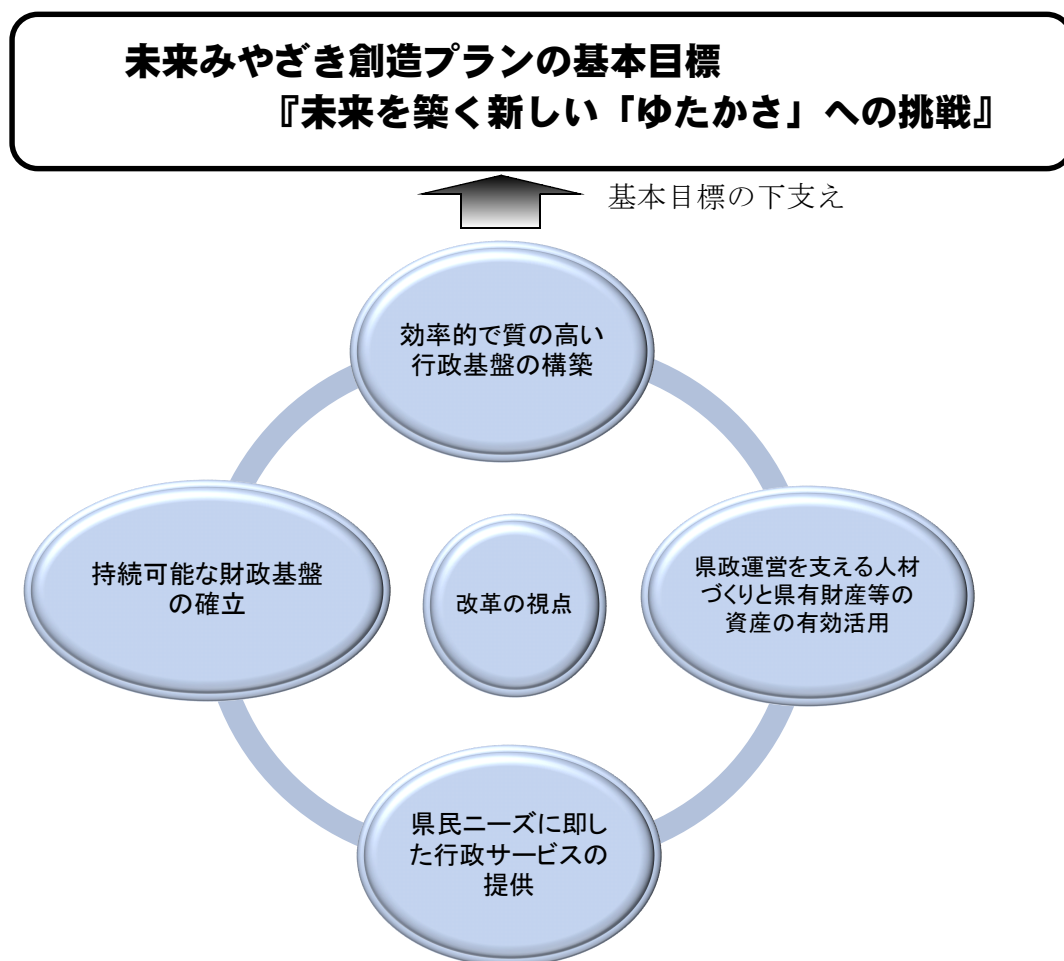 未来みやざき創造プランの基本目標
『未来を築く新しい「ゆたかさ」への挑戦』
基本目標の下支え
効率的で質の高い
行政基盤の構築
持続可能な財政基盤
の確立
改革の視点
県政運営を支える人材
づくりと県有財産等の
資産の有効活用
県民ニーズに即し
た行政サービスの
提供